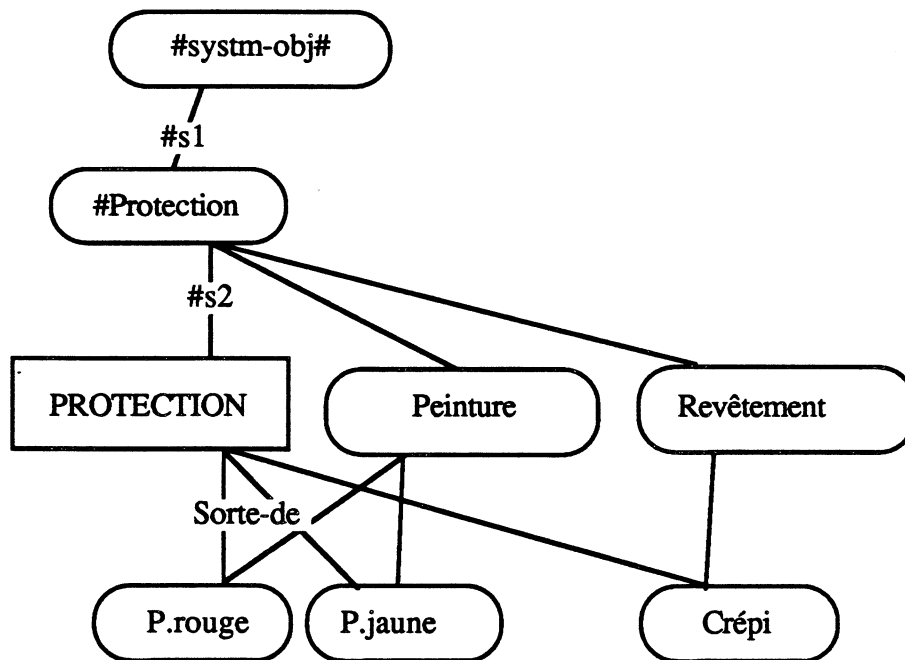 #systm-obj#
#s1
#Protection
#s2
PROTECTION
Peinture
Revêtement
Sorte-de
P.rouge
P.jaune
Crépi